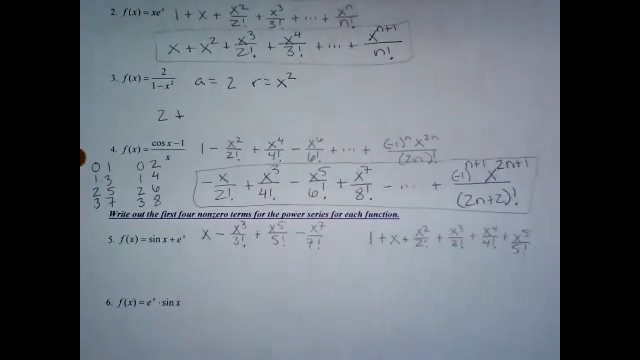 2. f(x) = xeˣ 1 + x + x²/2! + x³/3! + ... + xⁿ/n!
x + x² + x³/2! + x⁴/3! + ... + xⁿ⁺¹/n!
3. f(x) = 2/(1 - x²) a = 2 r = x²
2 +
4. f(x) = (cos x - 1)/x 1 - x²/2! + x⁴/4! - x⁶/6! + ... + (-1)ⁿ x²ⁿ/(2n)!
0 1 0 2
1 3 1 4
2 5 2 6
3 7 3 8
-x/2! + x³/4! - x⁵/6! + x⁷/8! - ... + (-1)ⁿ⁺¹ x²ⁿ⁺¹/(2n+2)!
Write out the first four nonzero terms for the power series for each function.
5. f(x) = sin x + eˣ x - x³/3! + x⁵/5! - x⁷/7! 1 + x + x²/2! + x³/3! + x⁴/4! + x⁵/5!
6. f(x) = eˣ · sin x